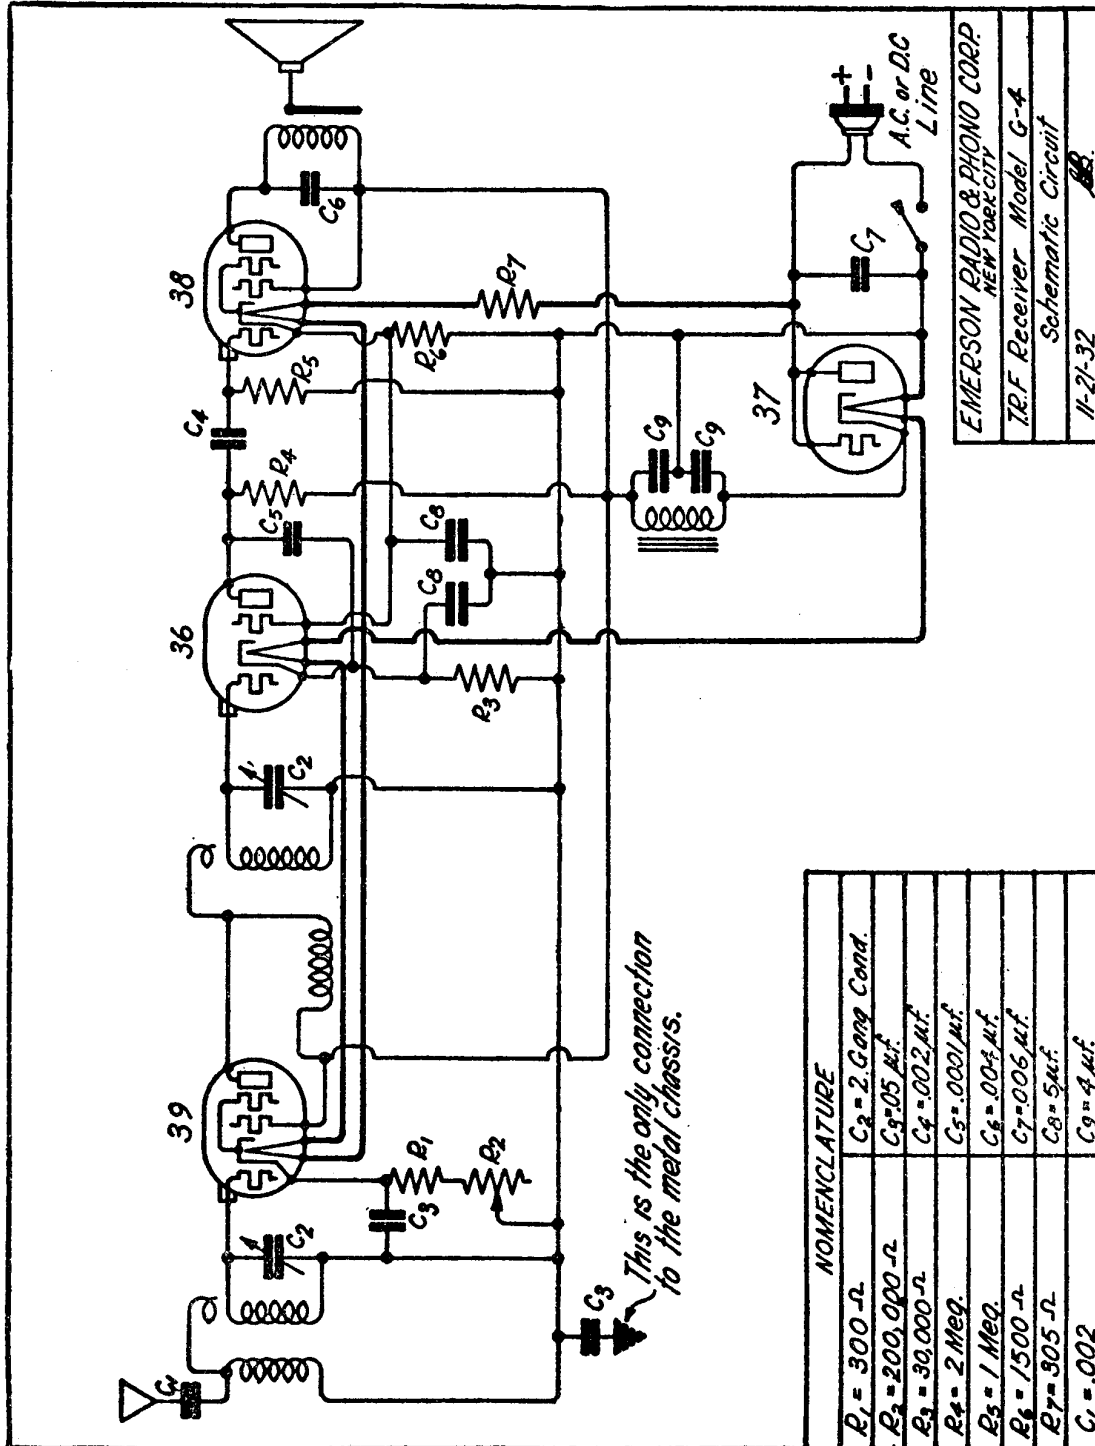 39
36
38
37
C1
C2
C3
R1
R2
C3
C2
C5
R4
C4
R5
C6
R3
C8
C8
R6
R7
C9
C9
C7
A.C. or D.C
Line
+
-
This is the only connection
to the metal chassis.
NOMENCLATURE
R1 = 300 Ω C2 = 2 Gang Cond.
R2 = 200,000 Ω C3 = .05 µf.
R3 = 30,000 Ω C4 = .002 µf.
R4 = 2 Meg. C5 = .0001 µf.
R5 = 1 Meg. C6 = .004 µf.
R6 = 1500 Ω C7 = .006 µf.
R7 = 305 Ω C8 = 5 µf.
C1 = .002 C9 = 4 µf.
EMERSON RADIO & PHONO CORP.
NEW YORK CITY
T.R.F Receiver Model G-4
Schematic Circuit
11-21-32